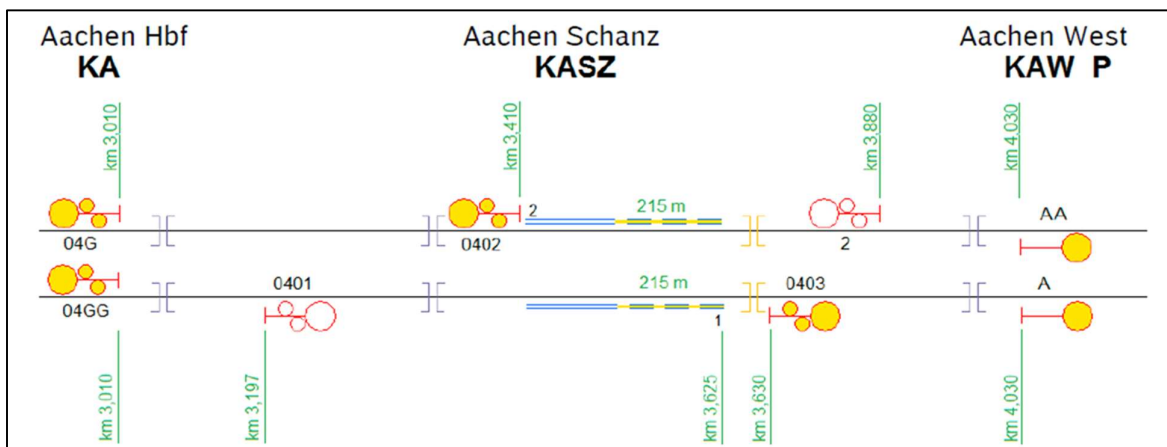 Aachen Hbf
KA
Aachen Schanz
KASZ
Aachen West
KAW P
km 3,010
km 3,410
km 3,880
km 4,030
2
215 m
AA
04G
0402
2
0401
215 m
0403
A
04GG
1
km 3,010
km 3,197
km 3,625
km 3,630
km 4,030